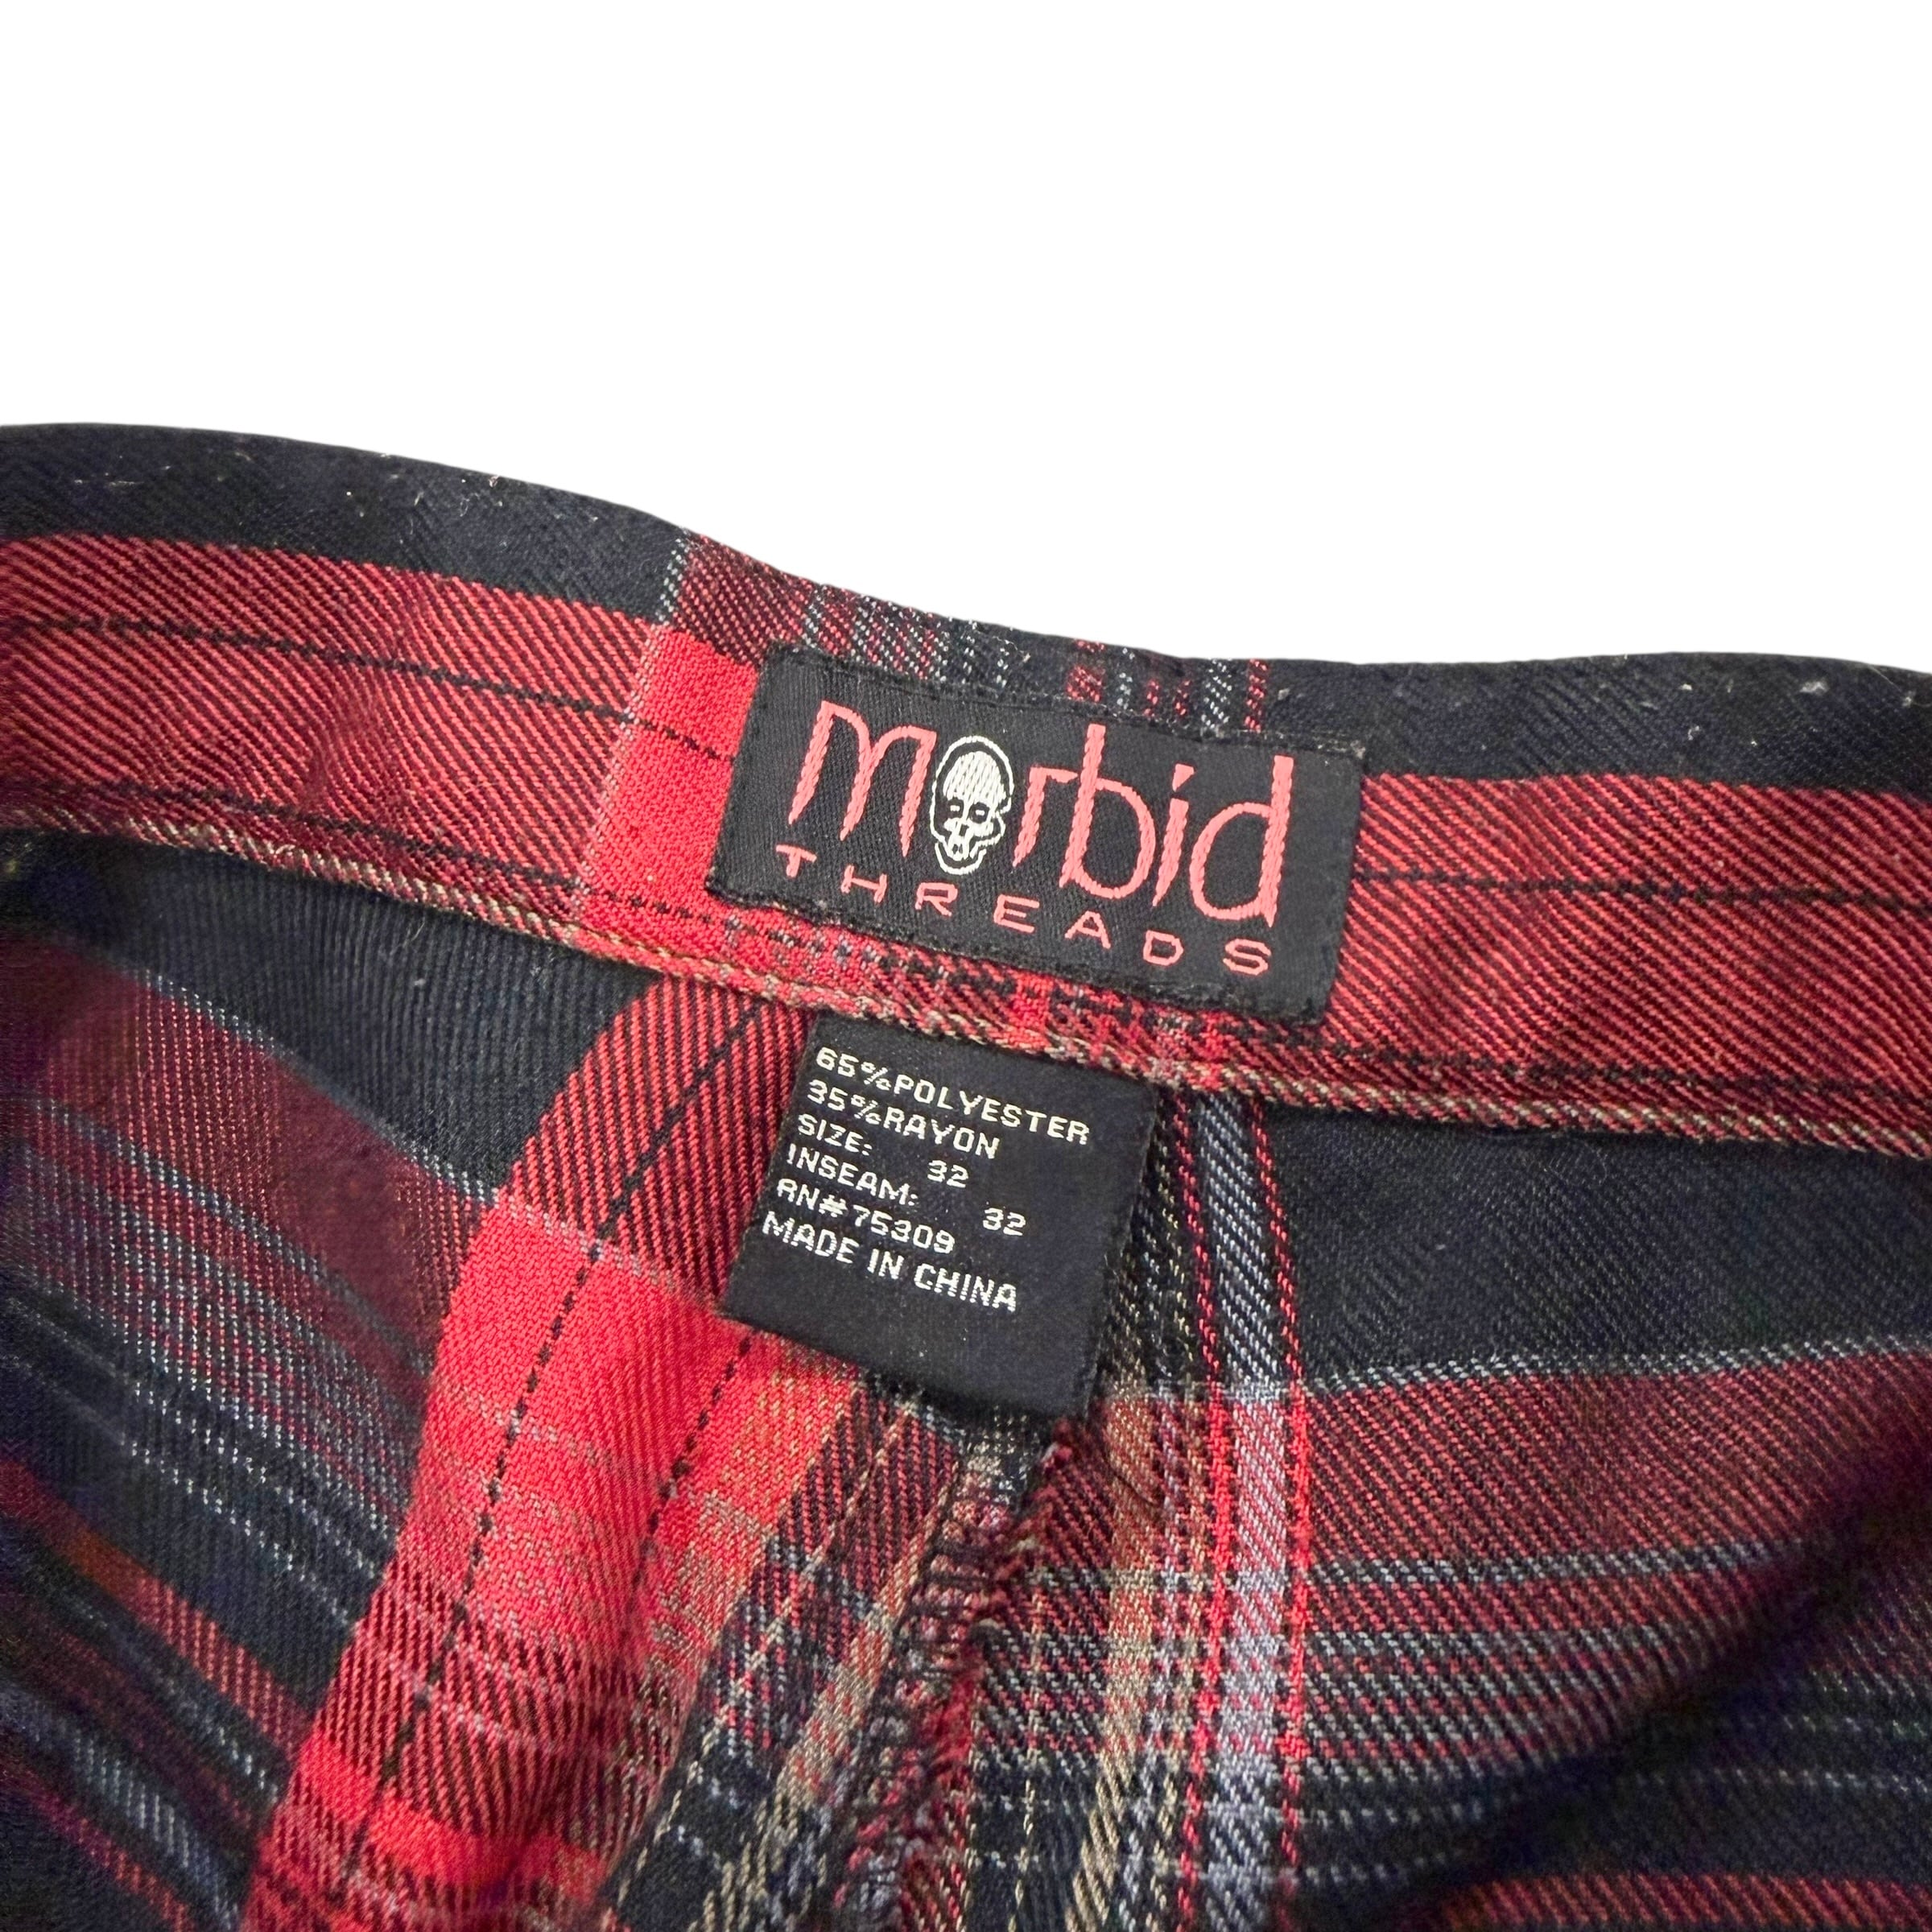 morbid
THREADS
65%POLYESTER
35%RAYON
SIZE: 32
INSEAM: 32
RN#75309
MADE IN CHINA